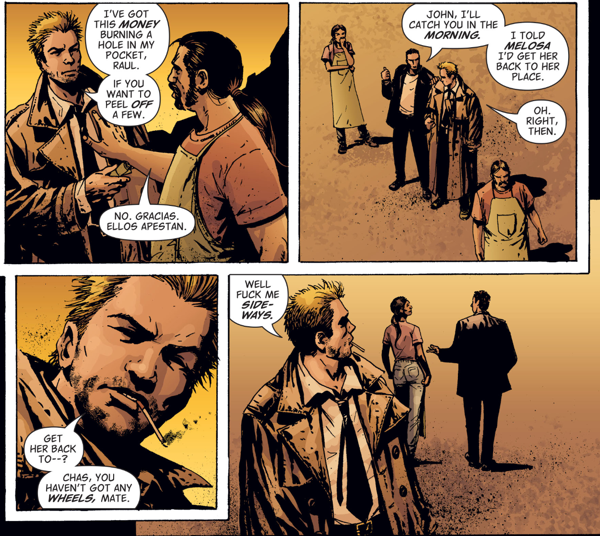 I'VE GOT
THIS MONEY
BURNING A
HOLE IN MY
POCKET,
RAUL.
IF YOU
WANT TO
PEEL OFF
A FEW.
NO. GRACIAS.
ELLOS APESTAN.
JOHN, I'LL
CATCH YOU IN THE
MORNING.
I TOLD
MELOSA
I'D GET HER
BACK TO HER
PLACE.
OH.
RIGHT,
THEN.
GET
HER BACK
TO--?
CHAS, YOU
HAVEN'T GOT ANY
WHEELS, MATE.
WELL
FUCK ME
SIDE-
WAYS.